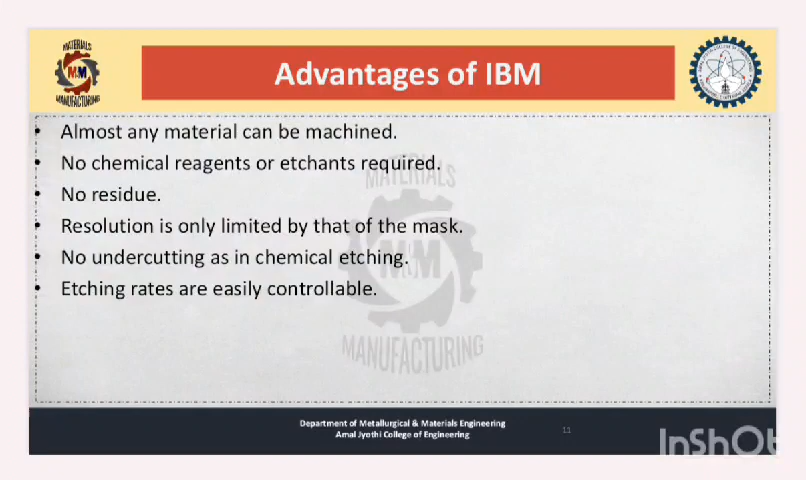 MATERIALS
MM
MANUFACTURING
Advantages of IBM
• Almost any material can be machined.
• No chemical reagents or etchants required.
• No residue.
• Resolution is only limited by that of the mask.
• No undercutting as in chemical etching.
• Etching rates are easily controllable.
MATERIALS
MM
MANUFACTURING
Department of Metallurgical & Materials Engineering
Amal Jyothi College of Engineering
11
InShOt